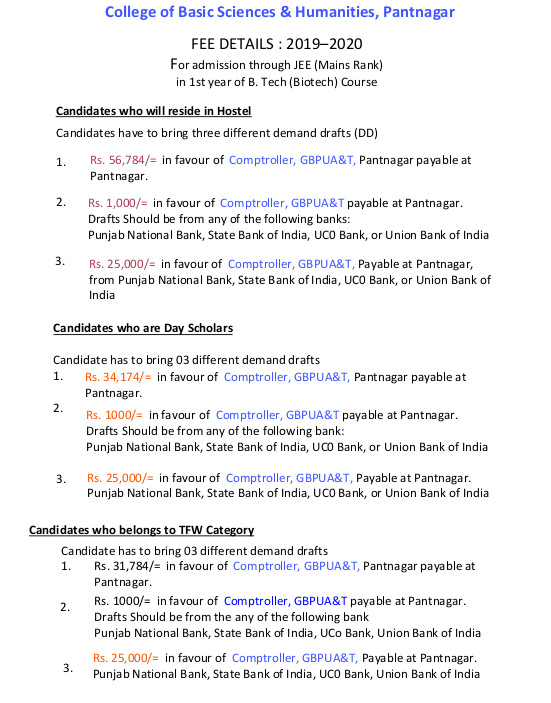 College of Basic Sciences & Humanities, Pantnagar
FEE DETAILS : 2019–2020
For admission through JEE (Mains Rank)
in 1st year of B. Tech (Biotech) Course
Candidates who will reside in Hostel
Candidates have to bring three different demand drafts (DD)
1. Rs. 56,784/= in favour of Comptroller, GBPUA&T, Pantnagar payable at
Pantnagar.
2. Rs. 1,000/= in favour of Comptroller, GBPUA&T payable at Pantnagar.
Drafts Should be from any of the following banks:
Punjab National Bank, State Bank of India, UC0 Bank, or Union Bank of India
3. Rs. 25,000/= in favour of Comptroller, GBPUA&T, Payable at Pantnagar,
from Punjab National Bank, State Bank of India, UC0 Bank, or Union Bank of
India
Candidates who are Day Scholars
Candidate has to bring 03 different demand drafts
1. Rs. 34,174/= in favour of Comptroller, GBPUA&T, Pantnagar payable at
Pantnagar.
2. Rs. 1000/= in favour of Comptroller, GBPUA&T payable at Pantnagar.
Drafts Should be from any of the following bank:
Punjab National Bank, State Bank of India, UC0 Bank, or Union Bank of India
3. Rs. 25,000/= in favour of Comptroller, GBPUA&T, Payable at Pantnagar.
Punjab National Bank, State Bank of India, UC0 Bank, or Union Bank of India
Candidates who belongs to TFW Category
Candidate has to bring 03 different demand drafts
1. Rs. 31,784/= in favour of Comptroller, GBPUA&T, Pantnagar payable at
Pantnagar.
2. Rs. 1000/= in favour of Comptroller, GBPUA&T payable at Pantnagar.
Drafts Should be from the any of the following bank
Punjab National Bank, State Bank of India, UCo Bank, Union Bank of India
3. Rs. 25,000/= in favour of Comptroller, GBPUA&T, Payable at Pantnagar.
Punjab National Bank, State Bank of India, UC0 Bank, Union Bank of India